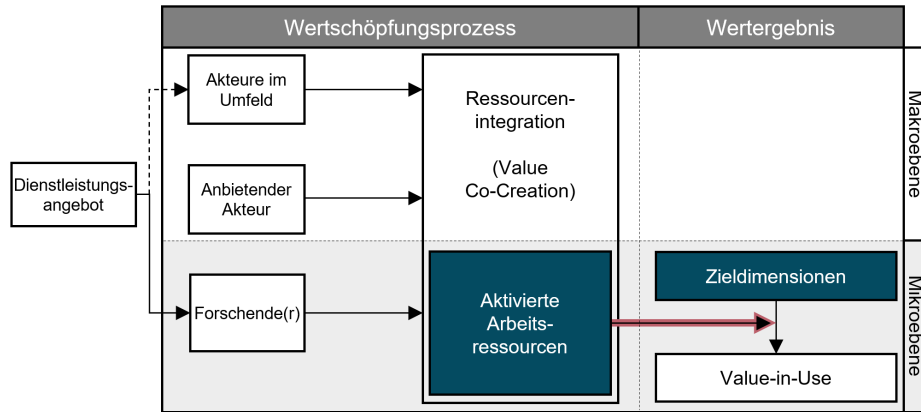 Wertschöpfungsprozess
Wertergebnis
Akteure im
Umfeld
Ressourcen-
integration
(Value
Co-Creation)
Makroebene
Dienstleistungs-
angebot
Anbietender
Akteur
Forschende(r)
Aktivierte
Arbeits-
ressourcen
Zieldimensionen
Value-in-Use
Mikroebene